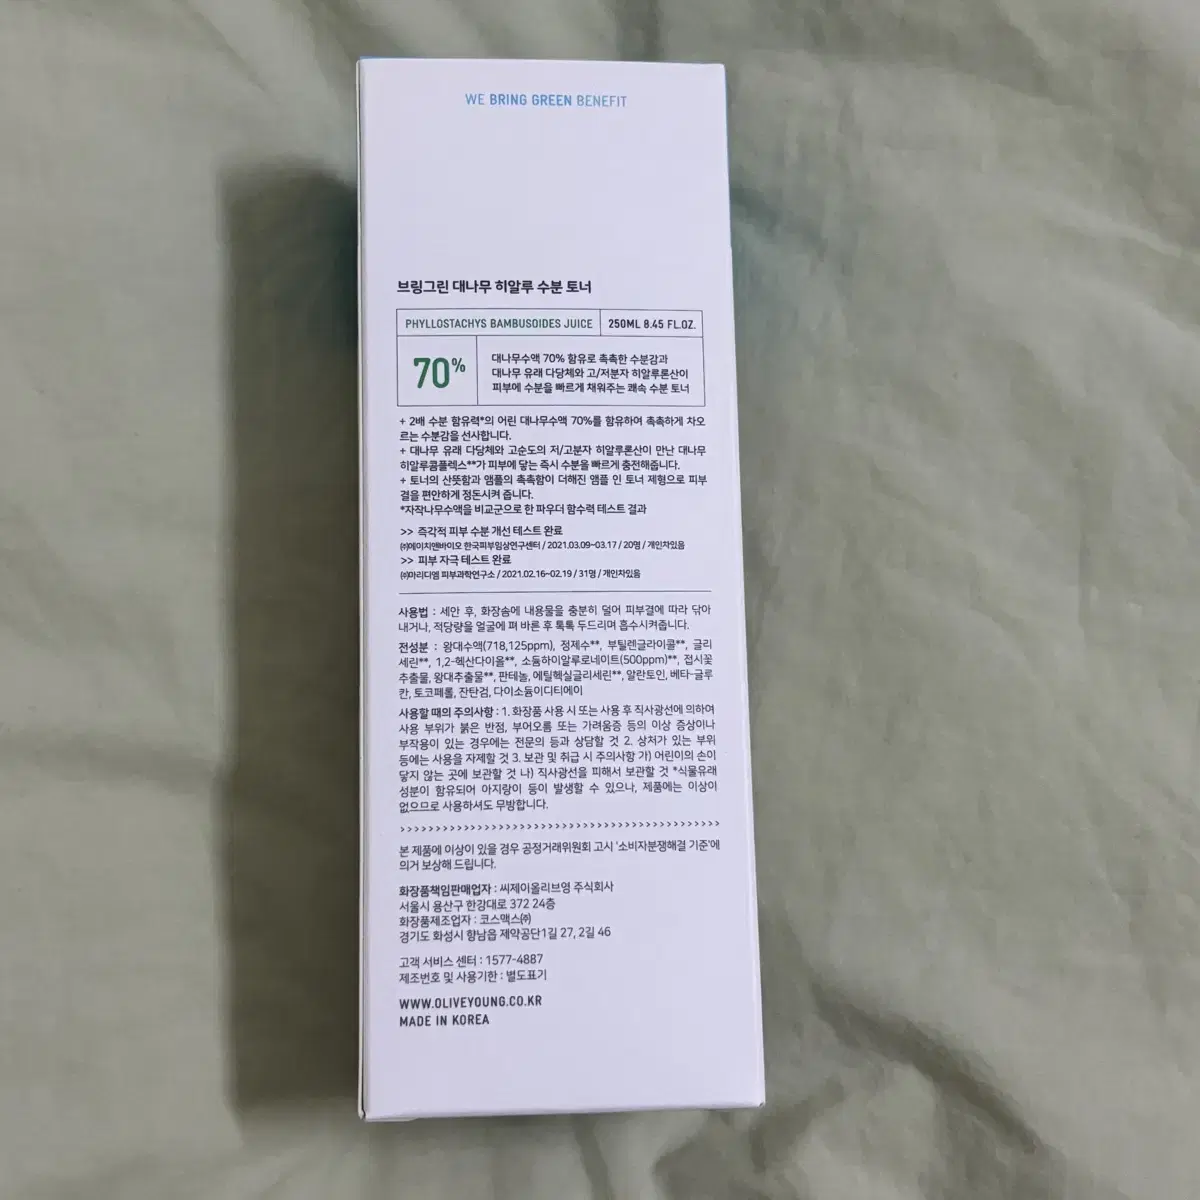 WE BRING GREEN BENEFIT
브링그린 대나무 히알루 수분 토너
PHYLLOSTACHYS BAMBUSOIDES JUICE
250ML 8.45 FL.OZ.
70%
대나무수액 70% 함유로 촉촉한 수분감과
대나무 유래 다당체와 고/저분자 히알루론산이
피부에 수분을 빠르게 채워주는 쾌속 수분 토너
+ 2배 수분 함유력*의 어린 대나무수액 70%를 함유하여 촉촉하게 차오
르는 수분감을 선사합니다.
+ 대나무 유래 다당체와 고순도의 저/고분자 히알루론산이 만난 대나무
히알루콤플렉스**가 피부에 닿는 즉시 수분을 빠르게 충전해줍니다.
+ 토너의 산뜻함과 앰플의 촉촉함이 더해진 앰플 인 토너 제형으로 피부
결을 편안하게 정돈시켜 줍니다.
*자작나무수액을 비교군으로 한 파우더 함수력 테스트 결과
>> 즉각적 피부 수분 개선 테스트 완료
㈜에이치앤바이오 한국피부임상연구센터 / 2021.03.09~03.17 / 20명 / 개인차있음
>> 피부 자극 테스트 완료
㈜마리디엠 피부과학연구소 / 2021.02.16~02.19 / 31명 / 개인차있음
사용법 : 세안 후, 화장솜에 내용물을 충분히 덜어 피부결에 따라 닦아
내거나, 적당량을 얼굴에 펴 바른 후 톡톡 두드리며 흡수시켜줍니다.
전성분 : 왕대수액(718,125ppm), 정제수**, 부틸렌글라이콜**, 글리
세린**, 1,2-헥산다이올**, 소듐하이알루로네이트(500ppm)**, 접시꽃
추출물, 왕대추출물**, 판테놀, 에틸헥실글리세린**, 알란토인, 베타-글루
칸, 토코페롤, 잔탄검, 다이소듐이디티에이
사용할 때의 주의사항 : 1. 화장품 사용 시 또는 사용 후 직사광선에 의하여
사용 부위가 붉은 반점, 부어오름 또는 가려움증 등의 이상 증상이나
부작용이 있는 경우에는 전문의 등과 상담할 것 2. 상처가 있는 부위
등에는 사용을 자제할 것 3. 보관 및 취급 시 주의사항 가) 어린이의 손이
닿지 않는 곳에 보관할 것 나) 직사광선을 피해서 보관할 것 *식물유래
성분이 함유되어 아지랑이 등이 발생할 수 있으나, 제품에는 이상이
없으므로 사용하셔도 무방합니다.
본 제품에 이상이 있을 경우 공정거래위원회 고시 '소비자분쟁해결 기준'에
의거 보상해 드립니다.
화장품책임판매업자 : 씨제이올리브영 주식회사
서울시 용산구 한강대로 372 24층
화장품제조업자 : 코스맥스㈜
경기도 화성시 향남읍 제약공단1길 27, 2길 46
고객 서비스 센터 : 1577-4887
제조번호 및 사용기한 : 별도표기
WWW.OLIVEYOUNG.CO.KR
MADE IN KOREA